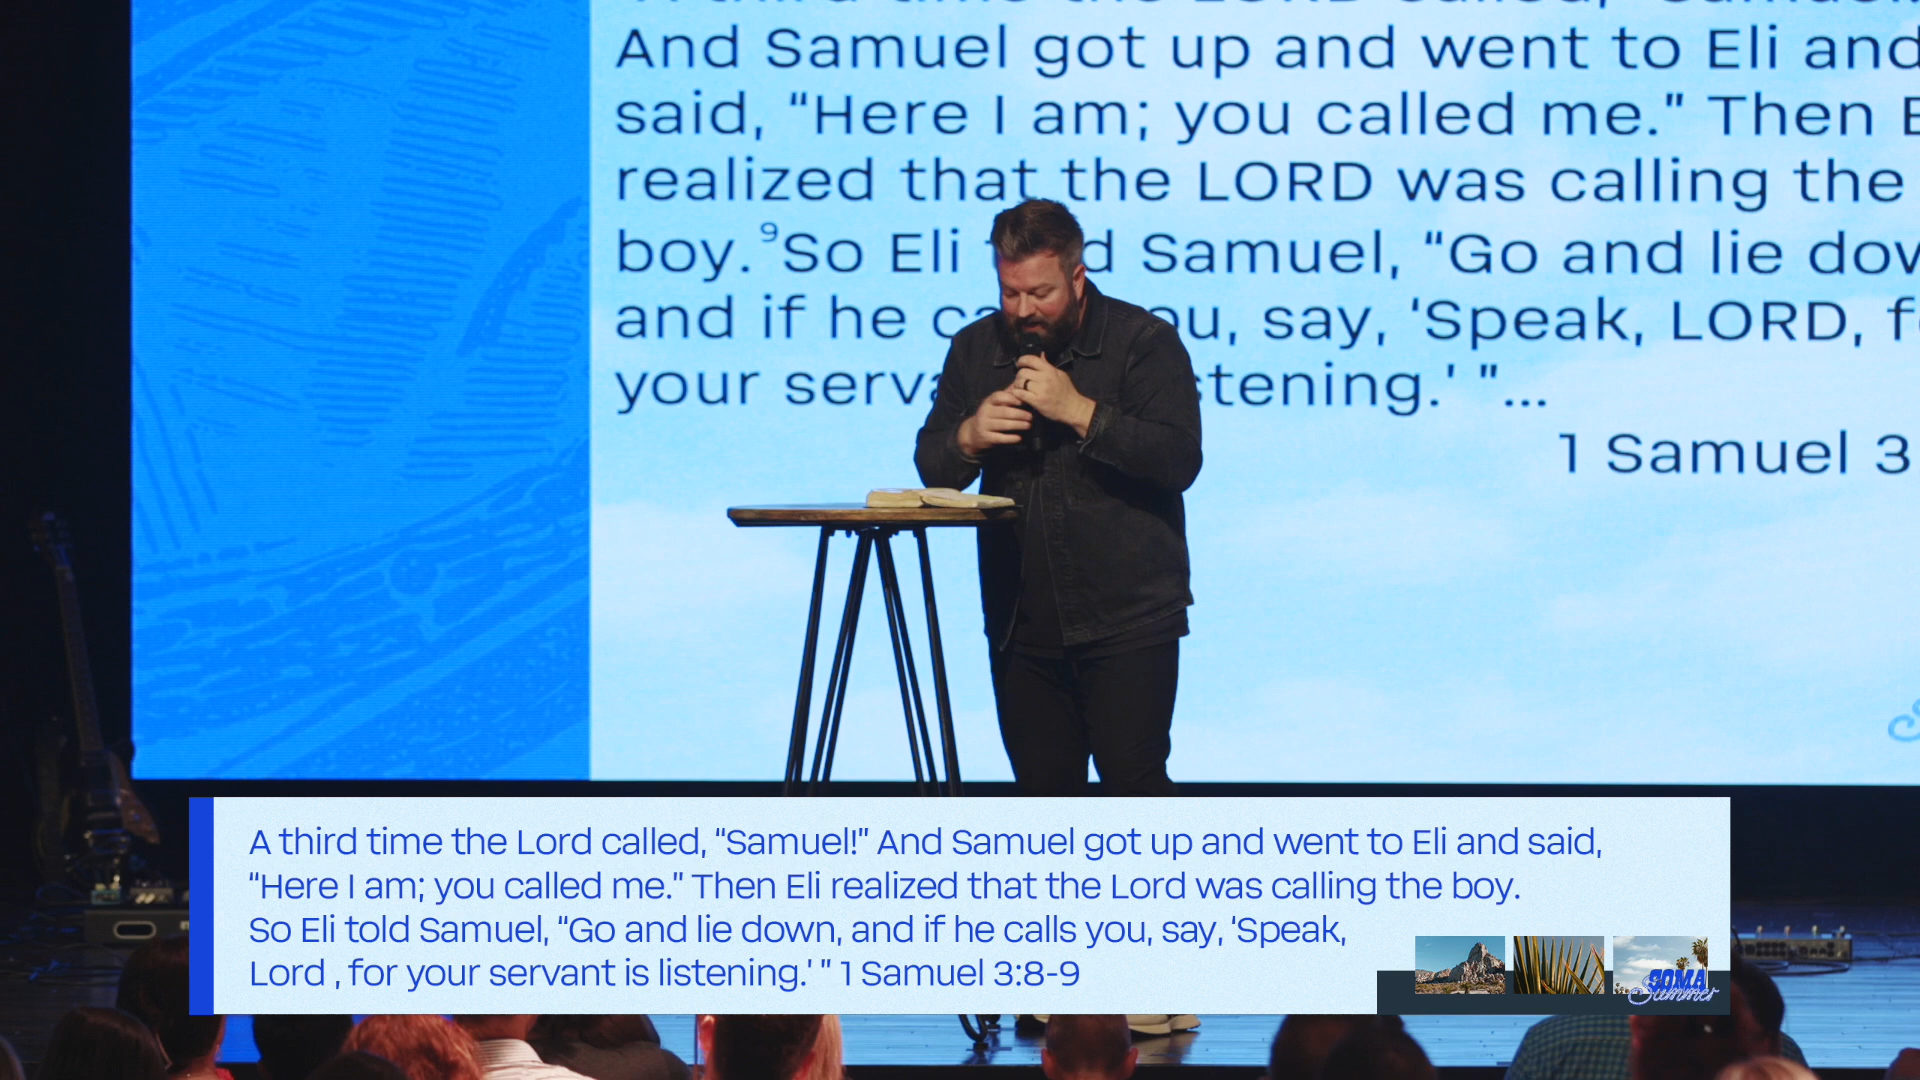 And Samuel got up and went to Eli and
said, “Here I am; you called me.” Then
realized that the LORD was calling the
boy. ⁹So Eli Samuel, “Go and lie
and if he say, ‘Speak, LORD,
your ’ ”...
1 Samuel 3
A third time the Lord called, “Samuel!” And Samuel got up and went to Eli and said,
“Here I am; you called me.” Then Eli realized that the Lord was calling the boy.
So Eli told Samuel, “Go and lie down, and if he calls you, say, ‘Speak,
Lord , for your servant is listening.’ ” 1 Samuel 3:8-9
SOMA
Summer